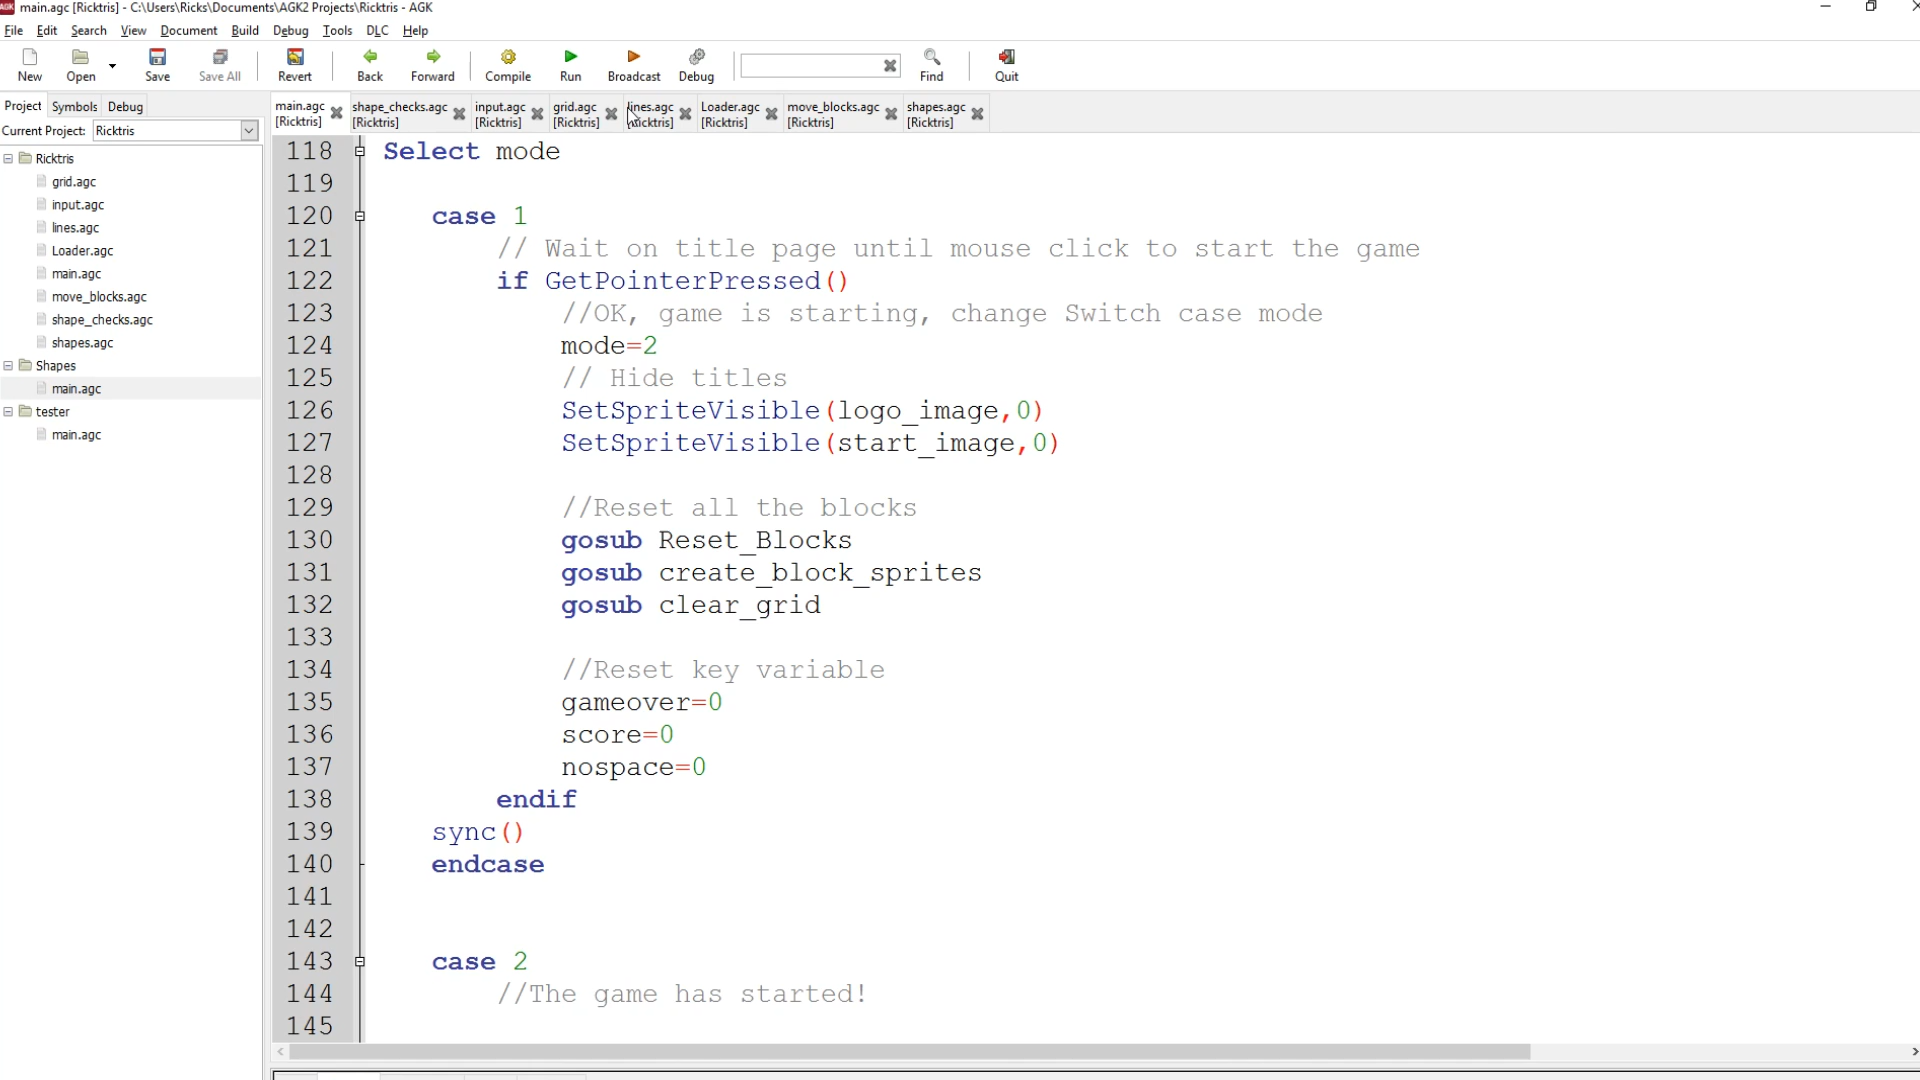 main.agc [Ricktris] - C:\Users\Ricks\Documents\AGK2 Projects\Ricktris - AGK
File Edit Search View Document Build Debug Tools DLC Help
New Open Save Save All Revert Back Forward Compile Run Broadcast Debug Find Quit
Project Symbols Debug
main.agc [Ricktris]
shape_checks.agc [Ricktris]
input.agc [Ricktris]
grid.agc [Ricktris]
lines.agc [Ricktris]
Loader.agc [Ricktris]
move_blocks.agc [Ricktris]
shapes.agc [Ricktris]
Current Project: Ricktris
Ricktris
grid.agc
input.agc
lines.agc
Loader.agc
main.agc
move_blocks.agc
shape_checks.agc
shapes.agc
Shapes
main.agc
tester
main.agc
118 Select mode
119
120 case 1
121 // Wait on title page until mouse click to start the game
122 if GetPointerPressed()
123 //OK, game is starting, change Switch case mode
124 mode=2
125 // Hide titles
126 SetSpriteVisible(logo_image,0)
127 SetSpriteVisible(start_image,0)
128
129 //Reset all the blocks
130 gosub Reset_Blocks
131 gosub create_block_sprites
132 gosub clear_grid
133
134 //Reset key variable
135 gameover=0
136 score=0
137 nospace=0
138 endif
139 sync()
140 endcase
141
142
143 case 2
144 //The game has started!
145